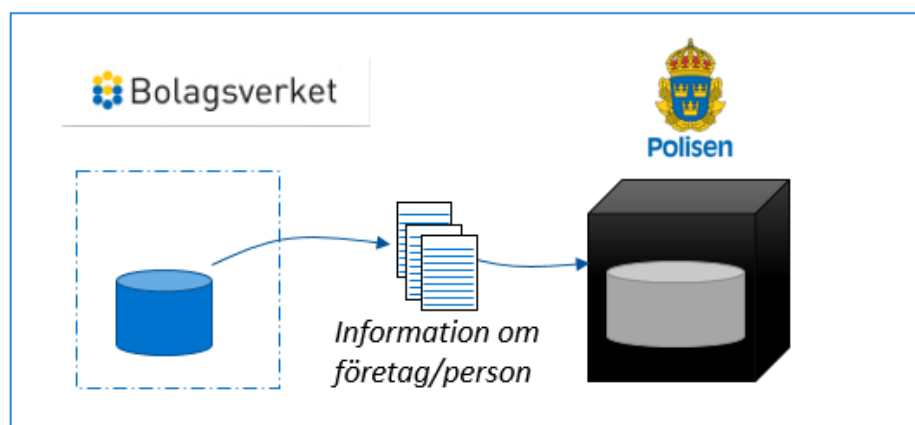 Bolagsverket
Polisen
Information om
företag/person